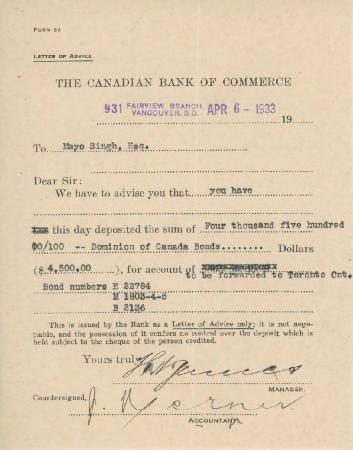 FORM 82
LETTER OF ADVICE
THE CANADIAN BANK OF COMMERCE
931 FAIRVIEW BRANCH VANCOUVER, B.C. APR 6 - 1933
19
To Mayo Singh, Esq.
Dear Sir:
We have to advise you that you have
this day deposited the sum of Four thousand five hundred
00/100 -- Dominion of Canada Bonds........ Dollars
($ 4,500.00 ), for account of
to be forwarded to Toronto Ont.
Bond numbers E 22784
M 1803-4-5
B 2136
This is issued by the Bank as a Letter of Advice only; it is not nego-
tiable, and the possession of it confers no control over the deposit which is
held subject to the cheque of the person credited.
Yours truly
MANAGER.
Countersigned,
ACCOUNTANT